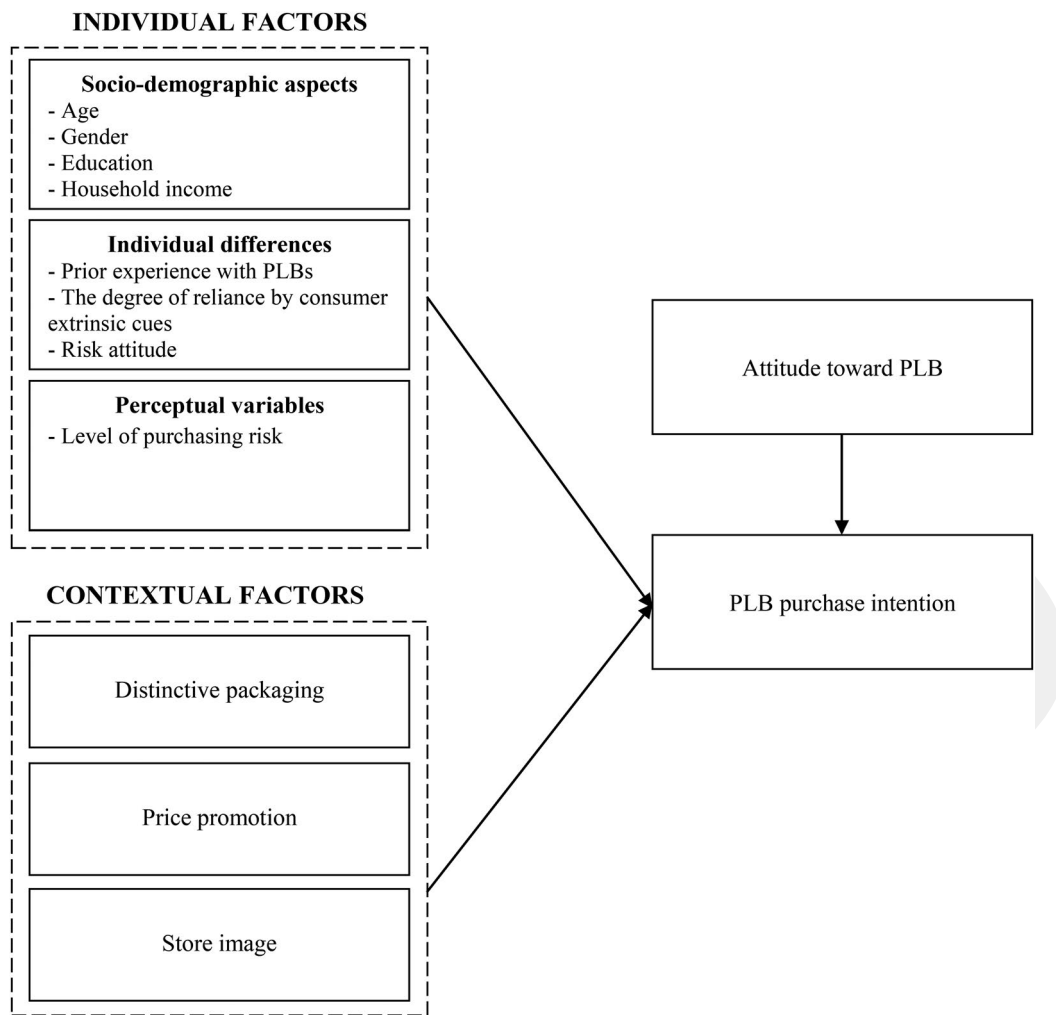 INDIVIDUAL FACTORS
Socio-demographic aspects
- Age
- Gender
- Education
- Household income
Individual differences
- Prior experience with PLBs
- The degree of reliance by consumer
extrinsic cues
- Risk attitude
Perceptual variables
- Level of purchasing risk
Attitude toward PLB
PLB purchase intention
CONTEXTUAL FACTORS
Distinctive packaging
Price promotion
Store image